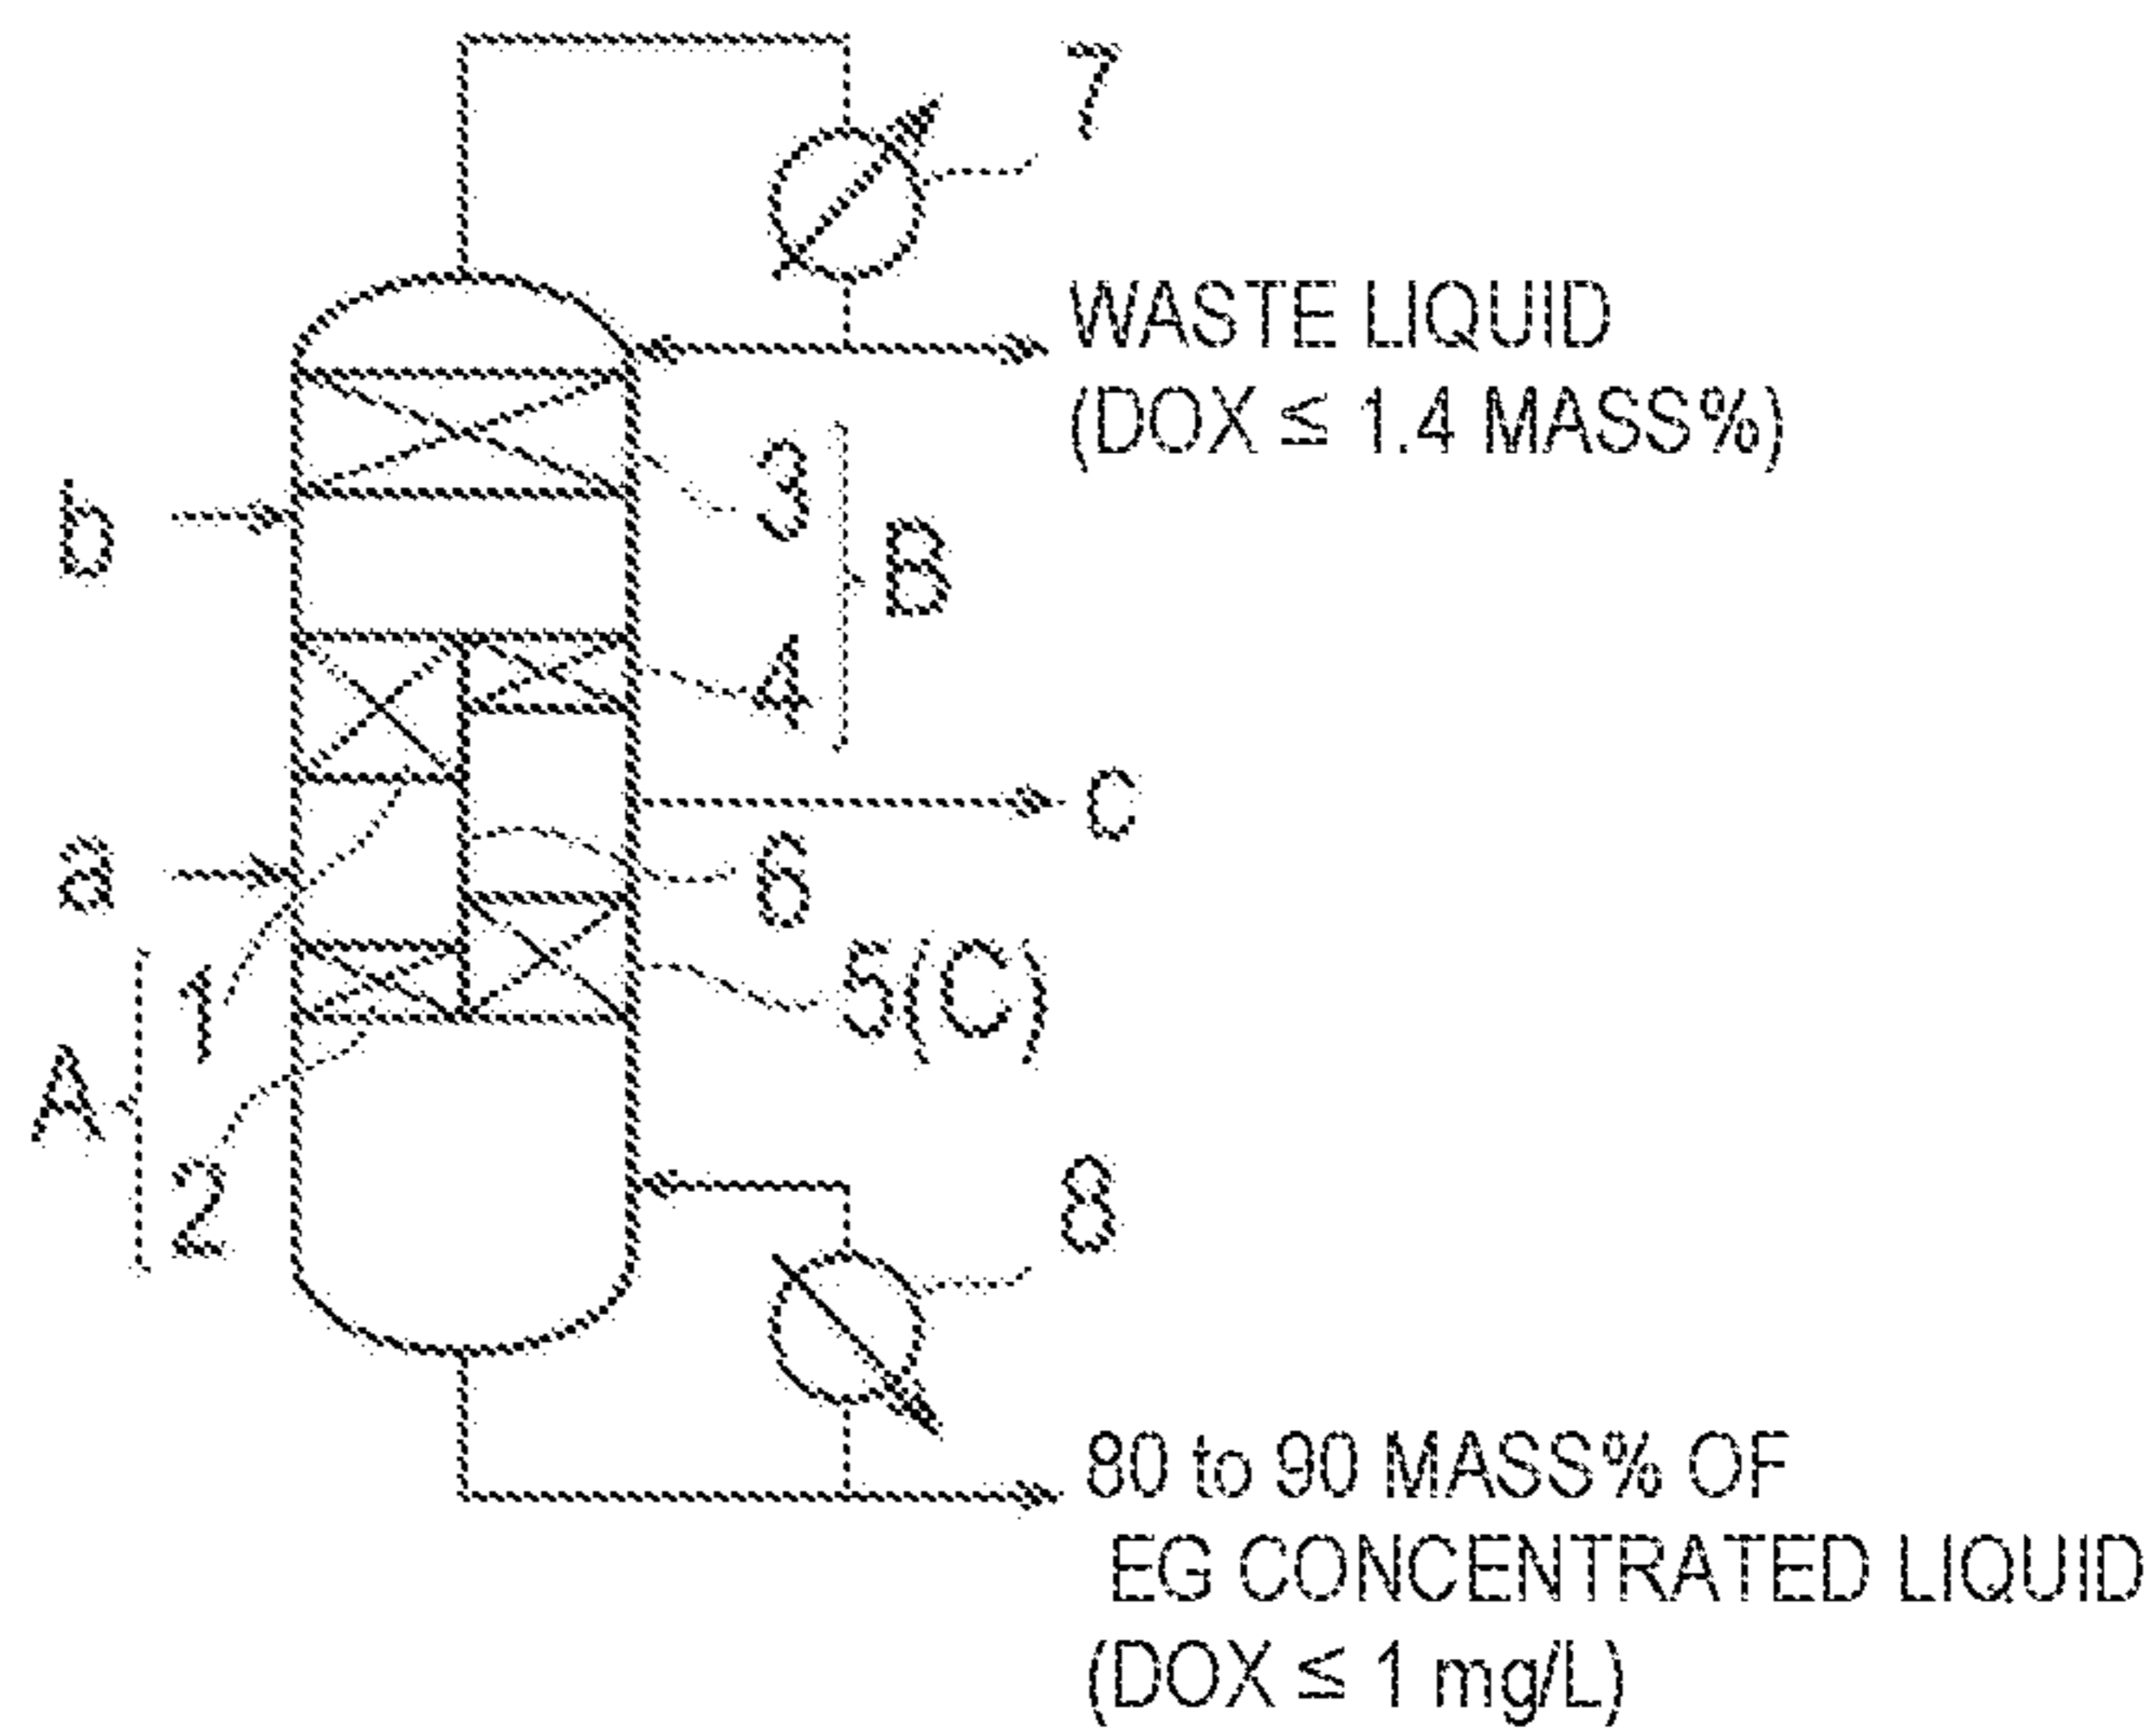 7
WASTE LIQUID
(DOX ≤ 1.4 MASS%)
3
b
B
4
C
a
6
5(C)
1
A
2
8
80 to 90 MASS% OF
EG CONCENTRATED LIQUID
(DOX ≤ 1 mg/L)